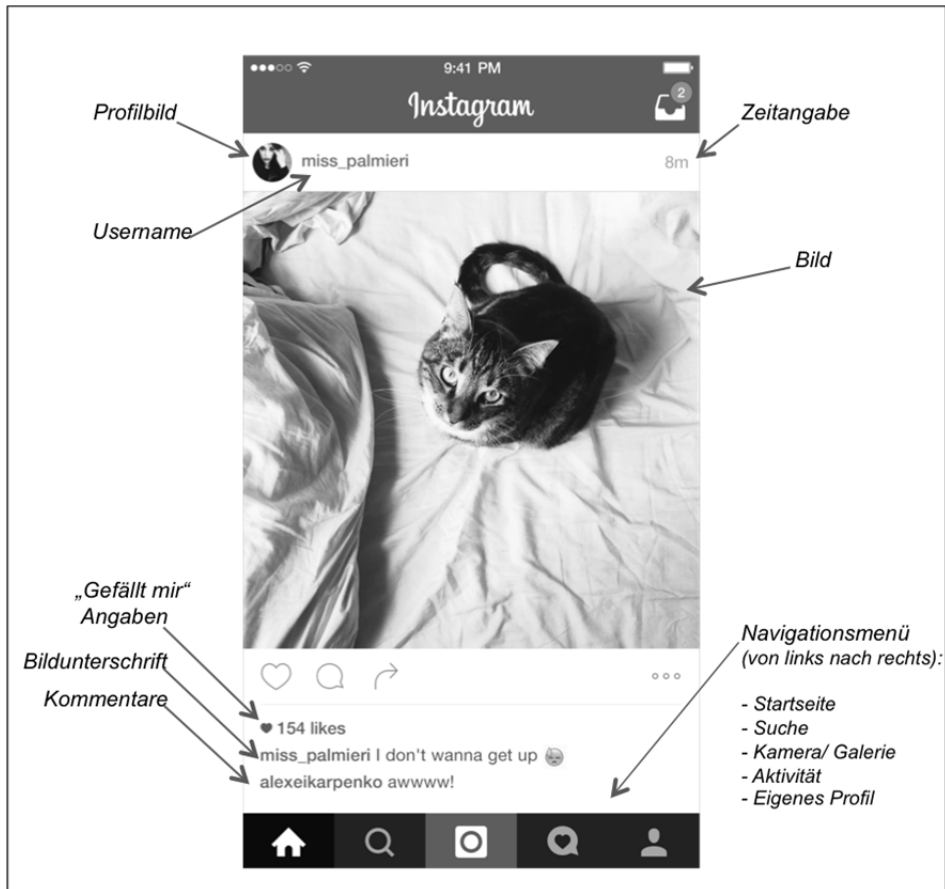 9:41 PM
Instagram
2
Profilbild
Zeitangabe
miss_palmieri
8m
Username
Bild
„Gefällt mir“
Angaben
Bildunterschrift
Kommentare
154 likes
miss_palmieri I don't wanna get up
alexeikarpenko awwww!
Navigationsmenü
(von links nach rechts):
- Startseite
- Suche
- Kamera/ Galerie
- Aktivität
- Eigenes Profil